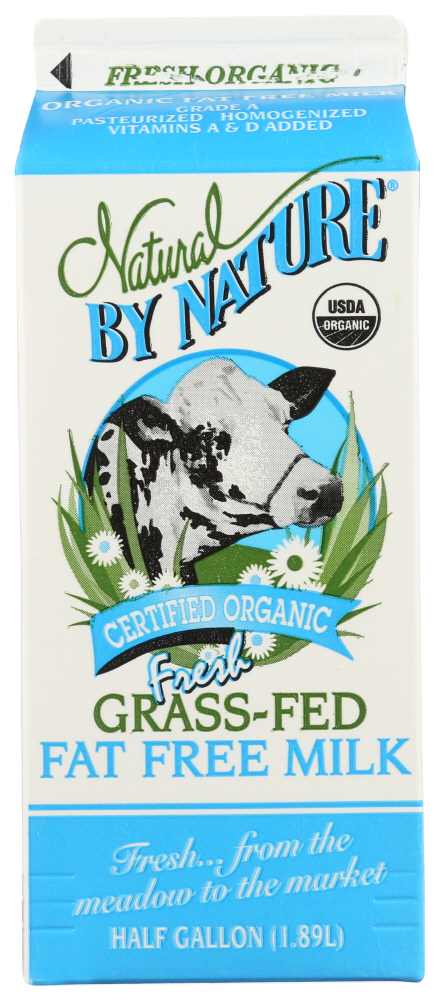 FRESH ORGANIC
ORGANIC FAT FREE MILK
GRADE A
PASTEURIZED HOMOGENIZED
VITAMINS A & D ADDED
Natural
BY NATURE®
USDA
ORGANIC
CERTIFIED ORGANIC
Fresh
GRASS-FED
FAT FREE MILK
Fresh... from the
meadow to the market
HALF GALLON (1.89L)